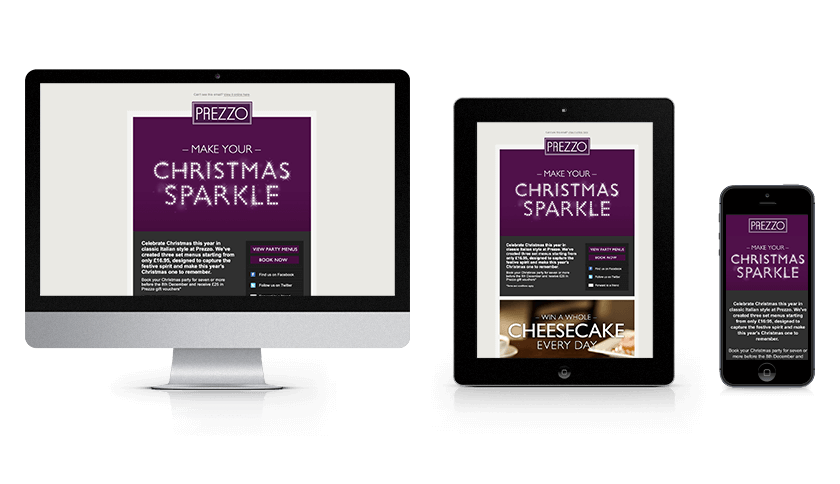 Can't see this email? View it online here
PREZZO
– MAKE YOUR –
CHRISTMAS
SPARKLE
Celebrate Christmas this year in
classic Italian style at Prezzo. We've
created three set menus starting from
only £16.95, designed to capture the
festive spirit and make this year's
Christmas one to remember.
Book your Christmas party for seven or more
before the 8th December and receive £25 in
Prezzo gift vouchers*
VIEW PARTY MENUS
BOOK NOW
Find us on Facebook
Follow us on Twitter
PREZZO
– MAKE YOUR –
CHRISTMAS
SPARKLE
Celebrate Christmas this year in
classic Italian style at Prezzo. We've
created three set menus starting from
only £16.95, designed to capture the
festive spirit and make this year's
Christmas one to remember.
Book your Christmas party for seven or more
before the 8th December and receive £25 in
Prezzo gift vouchers*
VIEW PARTY MENUS
BOOK NOW
Find us on Facebook
Follow us on Twitter
Forward to a friend
– WIN A WHOLE –
CHEESECAKE
EVERY DAY
PREZZO
– MAKE YOUR –
CHRISTMAS
SPARKLE
Celebrate Christmas this year in
classic Italian style at Prezzo. We've
created three set menus starting
from only £16.95, designed to
capture the festive spirit and make
this year's Christmas one to
remember.
Book your Christmas party for seven or
more before the 8th December and